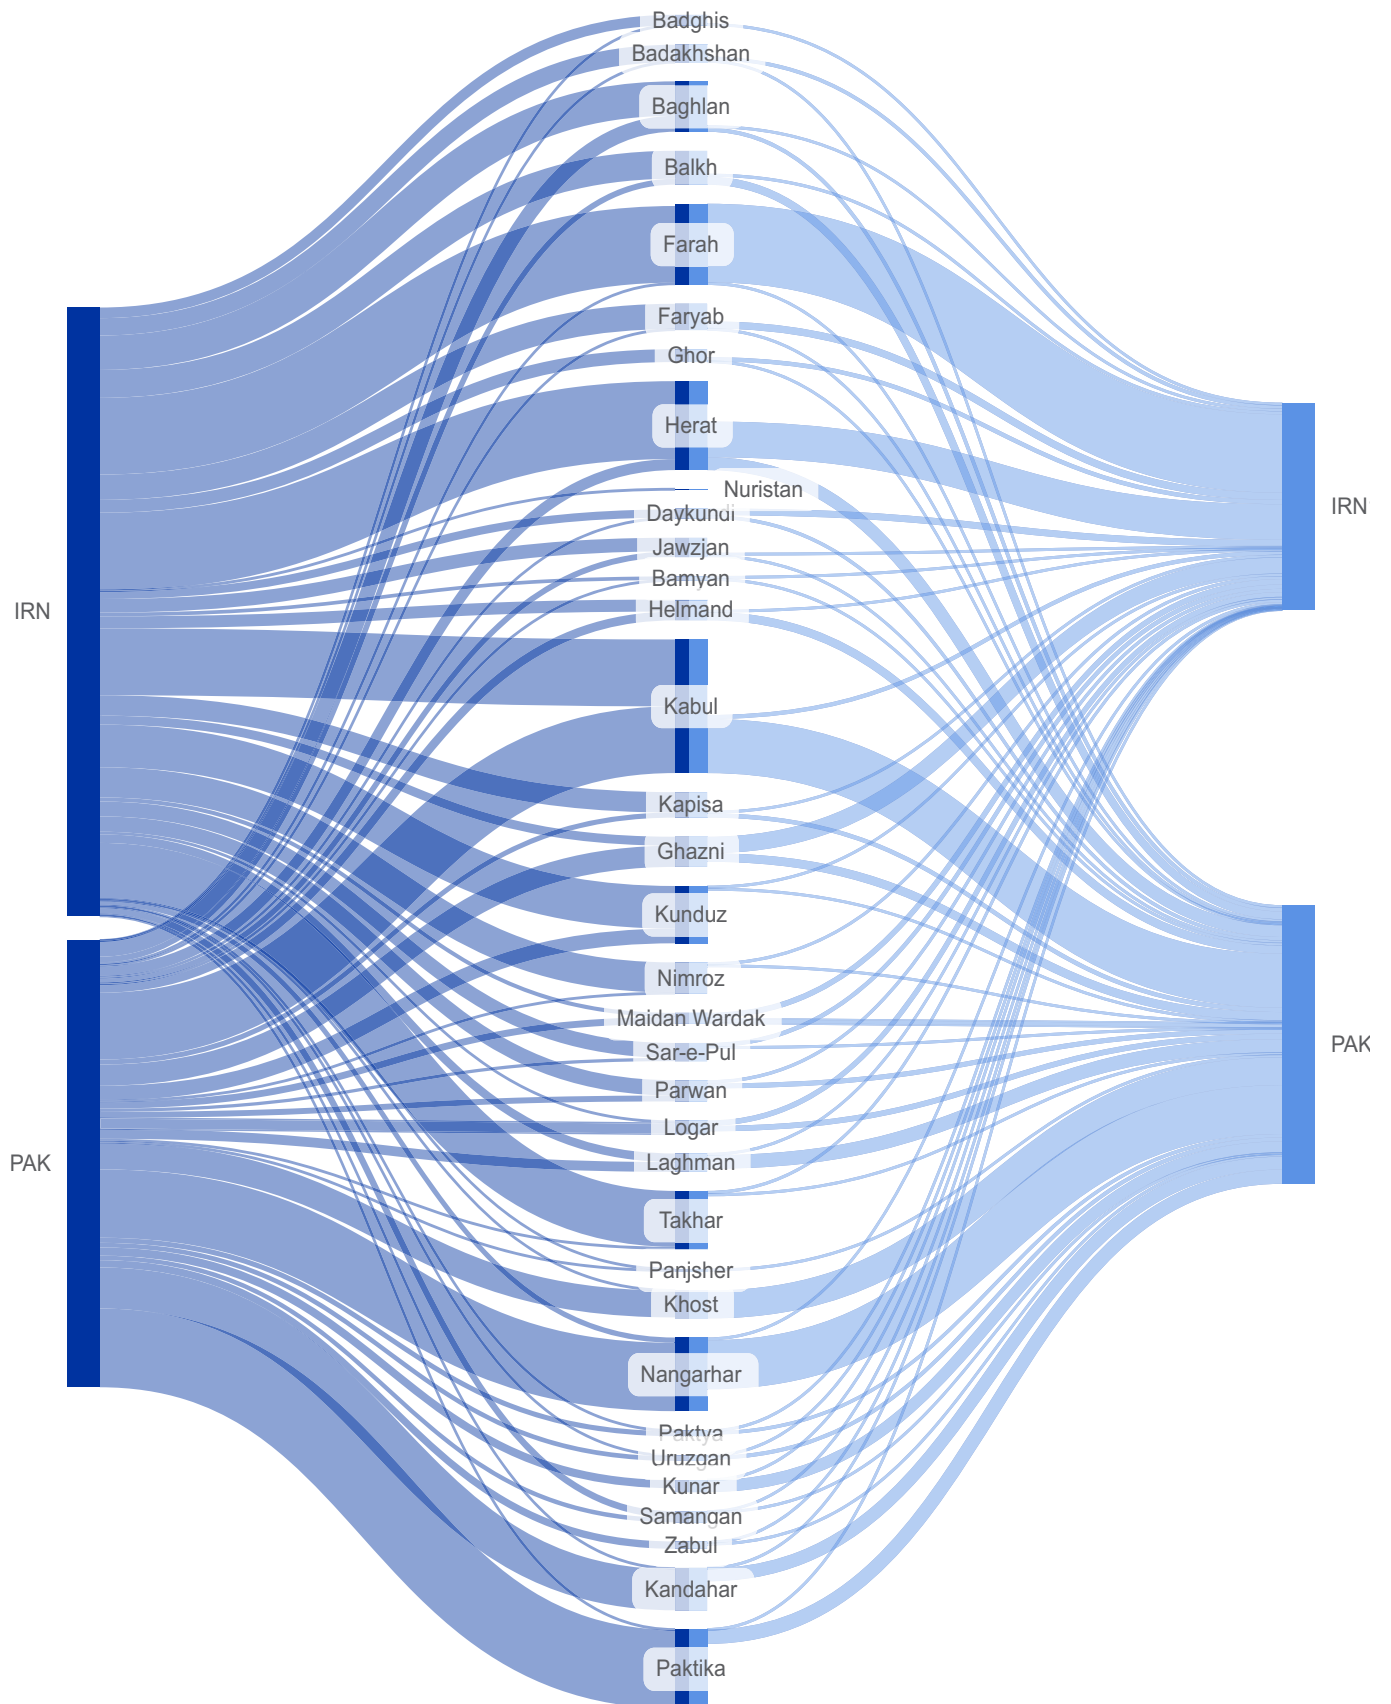 Badghis
Badakhshan
Baghlan
Balkh
Farah
Faryab
Ghor
Herat
Nuristan
IRN
Daykundi
Jawzjan
Bamyan
Helmand
IRN
Kabul
Kapisa
Ghazni
Kunduz
Nimroz
Maidan Wardak
PAK
Sar-e-Pul
Parwan
Logar
PAK
Laghman
Takhar
Panjsher
Khost
Nangarhar
Paktya
Uruzgan
Kunar
Samangan
Zabul
Kandahar
Paktika